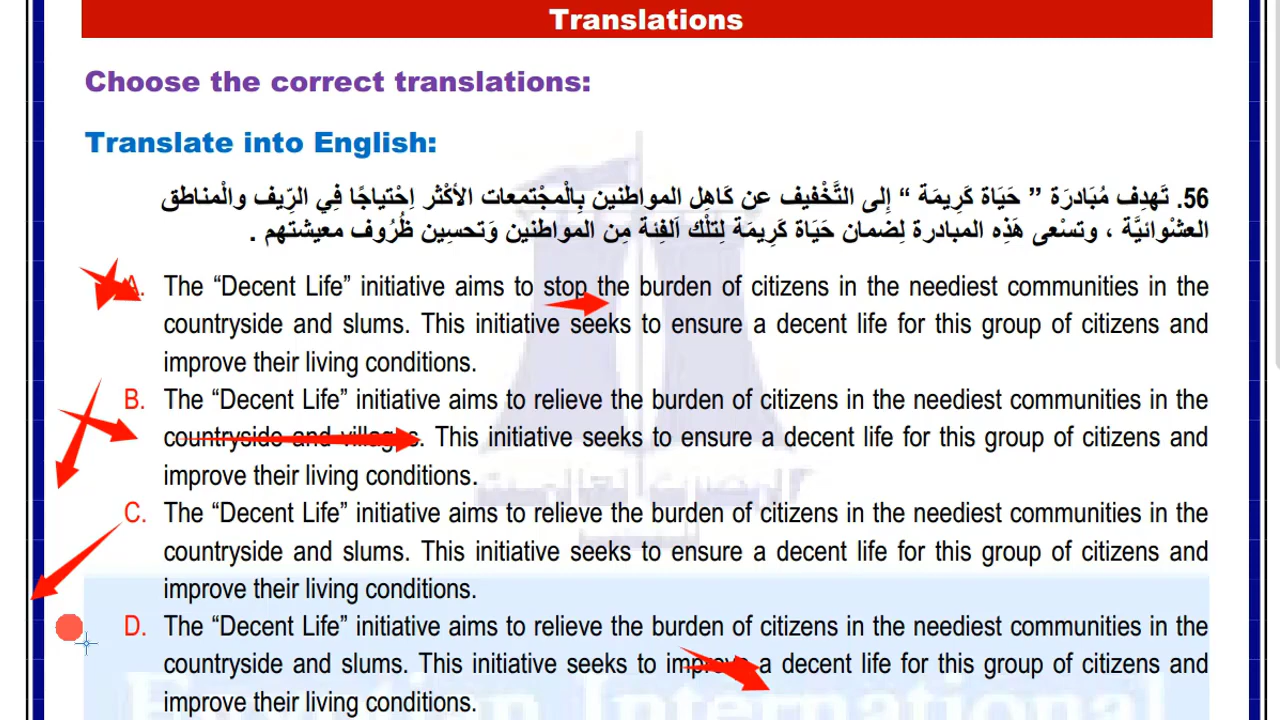 Translations
Choose the correct translations:
Translate into English:
56. تَهدِف مُبَادَرَة ” حَيَاة كَرِيمَة “ إلى التَّخْفيف عن كَاهِل المواطنين بِالْمجْتمعات الأكْثر اِحْتياجًا فِي الرِّيف والْمناطق
العشْوائيَّة ، وتسْعى هَذِه المبادرة لِضمان حَيَاة كَرِيمَة لِتلْك اَلفِئة مِن المواطنين وَتحسِين ظُرُوف معيشتهم .
A. The “Decent Life” initiative aims to stop the burden of citizens in the neediest communities in the
countryside and slums. This initiative seeks to ensure a decent life for this group of citizens and
improve their living conditions.
B. The “Decent Life” initiative aims to relieve the burden of citizens in the neediest communities in the
countryside and villages. This initiative seeks to ensure a decent life for this group of citizens and
improve their living conditions.
C. The “Decent Life” initiative aims to relieve the burden of citizens in the neediest communities in the
countryside and slums. This initiative seeks to ensure a decent life for this group of citizens and
improve their living conditions.
D. The “Decent Life” initiative aims to relieve the burden of citizens in the neediest communities in the
countryside and slums. This initiative seeks to improve a decent life for this group of citizens and
improve their living conditions.
Egyptian International